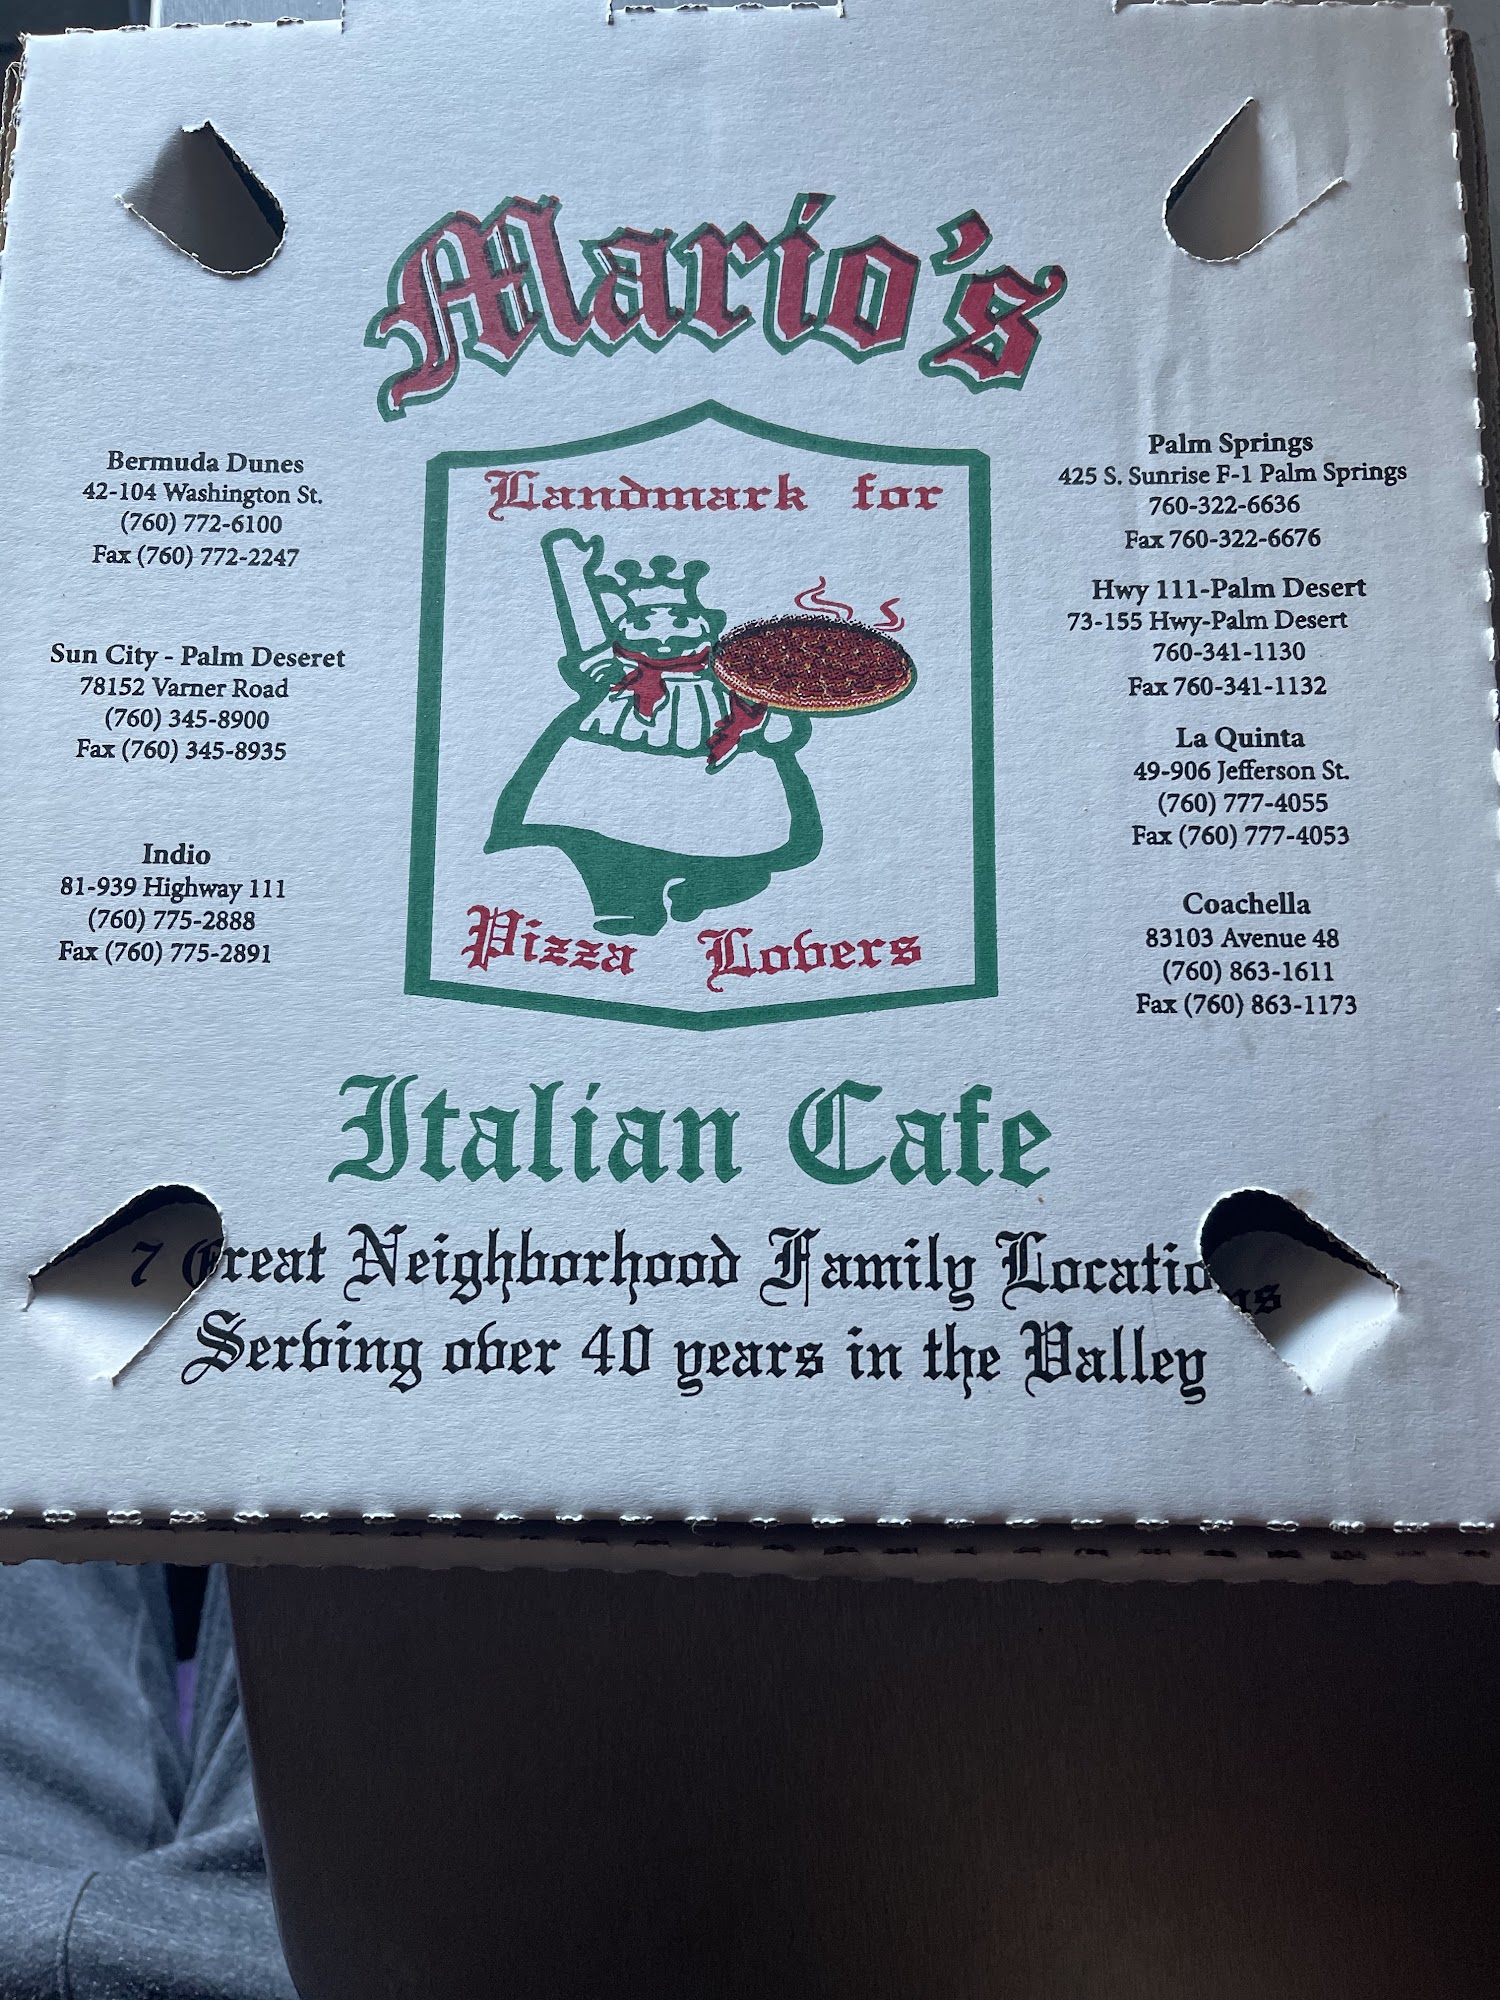 Mario's
Landmark for
Pizza Lovers
Bermuda Dunes
42-104 Washington St.
(760) 772-6100
Fax (760) 772-2247
Sun City - Palm Deseret
78152 Varner Road
(760) 345-8900
Fax (760) 345-8935
Indio
81-939 Highway 111
(760) 775-2888
Fax (760) 775-2891
Palm Springs
425 S. Sunrise F-1 Palm Springs
760-322-6636
Fax 760-322-6676
Hwy 111-Palm Desert
73-155 Hwy-Palm Desert
760-341-1130
Fax 760-341-1132
La Quinta
49-906 Jefferson St.
(760) 777-4055
Fax (760) 777-4053
Coachella
83103 Avenue 48
(760) 863-1611
Fax (760) 863-1173
Italian Cafe
7 Great Neighborhood Family Locations
Serving over 40 years in the Valley